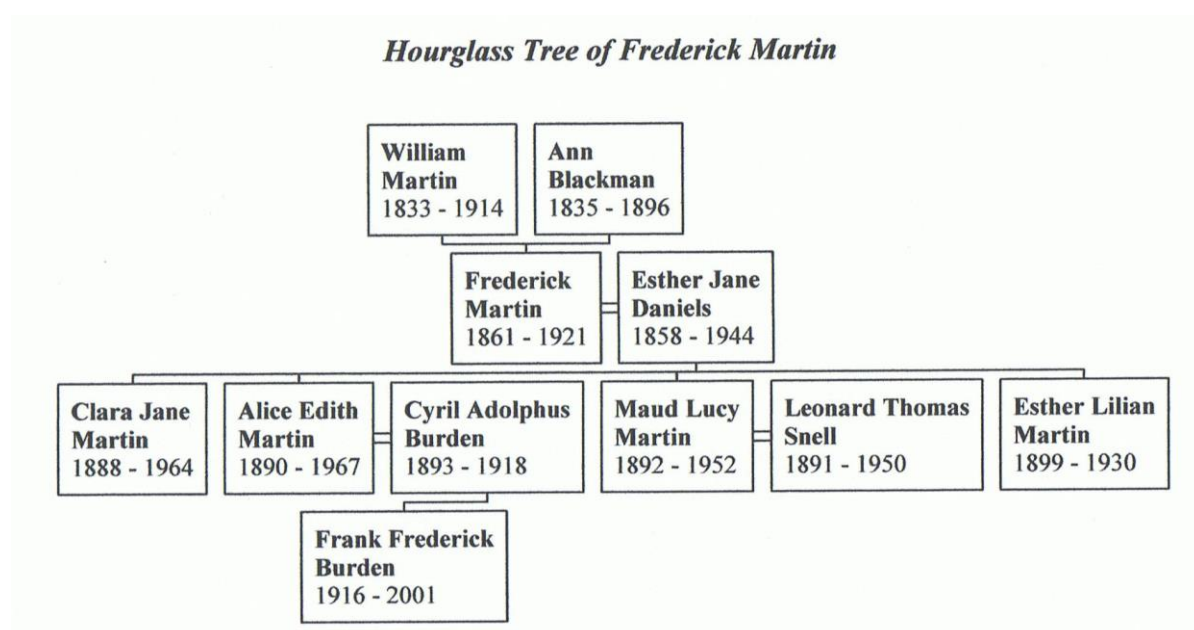 Hourglass Tree of Frederick Martin
William
Martin
1833 - 1914
Ann
Blackman
1835 - 1896
Frederick
Martin
1861 - 1921
Esther Jane
Daniels
1858 - 1944
Clara Jane
Martin
1888 - 1964
Alice Edith
Martin
1890 - 1967
Cyril Adolphus
Burden
1893 - 1918
Maud Lucy
Martin
1892 - 1952
Leonard Thomas
Snell
1891 - 1950
Esther Lilian
Martin
1899 - 1930
Frank Frederick
Burden
1916 - 2001